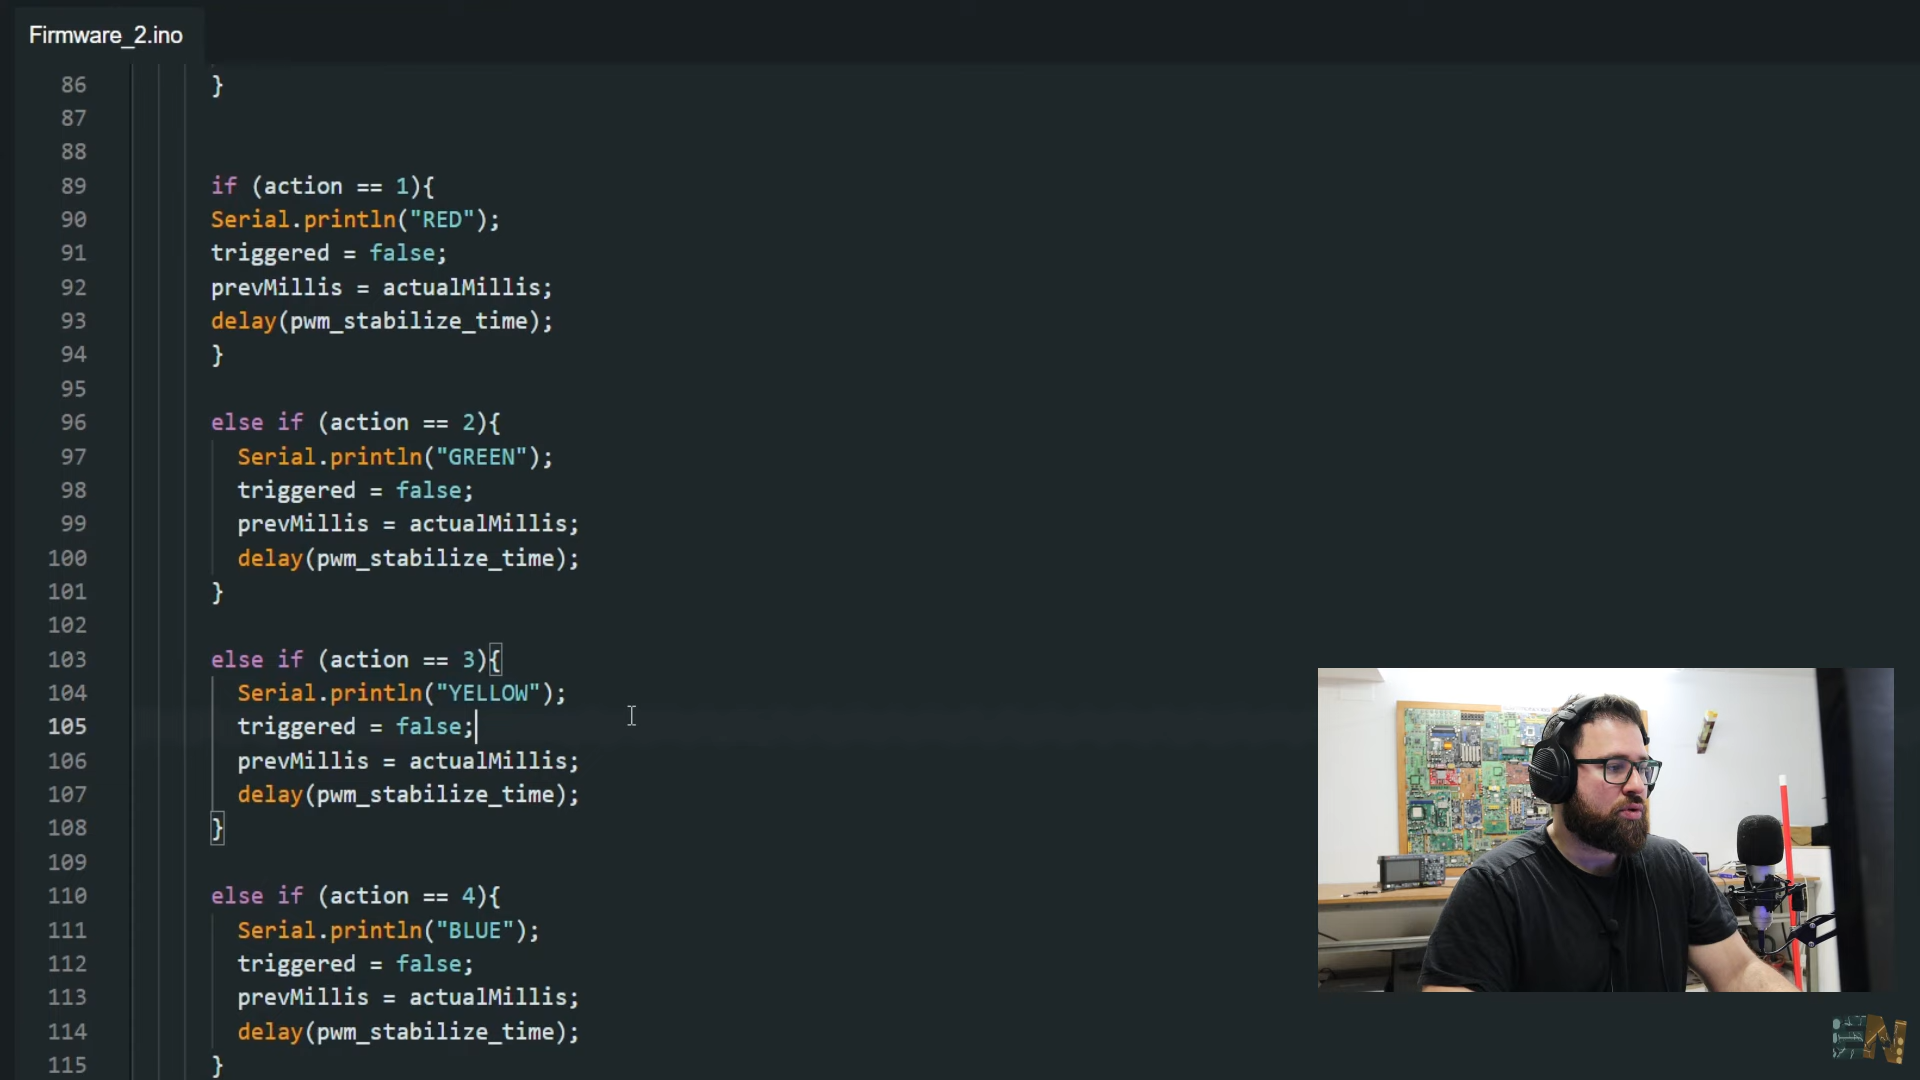 Firmware_2.ino
86 }
87
88
89 if (action == 1){
90 Serial.println("RED");
91 triggered = false;
92 prevMillis = actualMillis;
93 delay(pwm_stabilize_time);
94 }
95
96 else if (action == 2){
97 Serial.println("GREEN");
98 triggered = false;
99 prevMillis = actualMillis;
100 delay(pwm_stabilize_time);
101 }
102
103 else if (action == 3){
104 Serial.println("YELLOW");
105 triggered = false;
106 prevMillis = actualMillis;
107 delay(pwm_stabilize_time);
108 }
109
110 else if (action == 4){
111 Serial.println("BLUE");
112 triggered = false;
113 prevMillis = actualMillis;
114 delay(pwm_stabilize_time);
115 }
EN